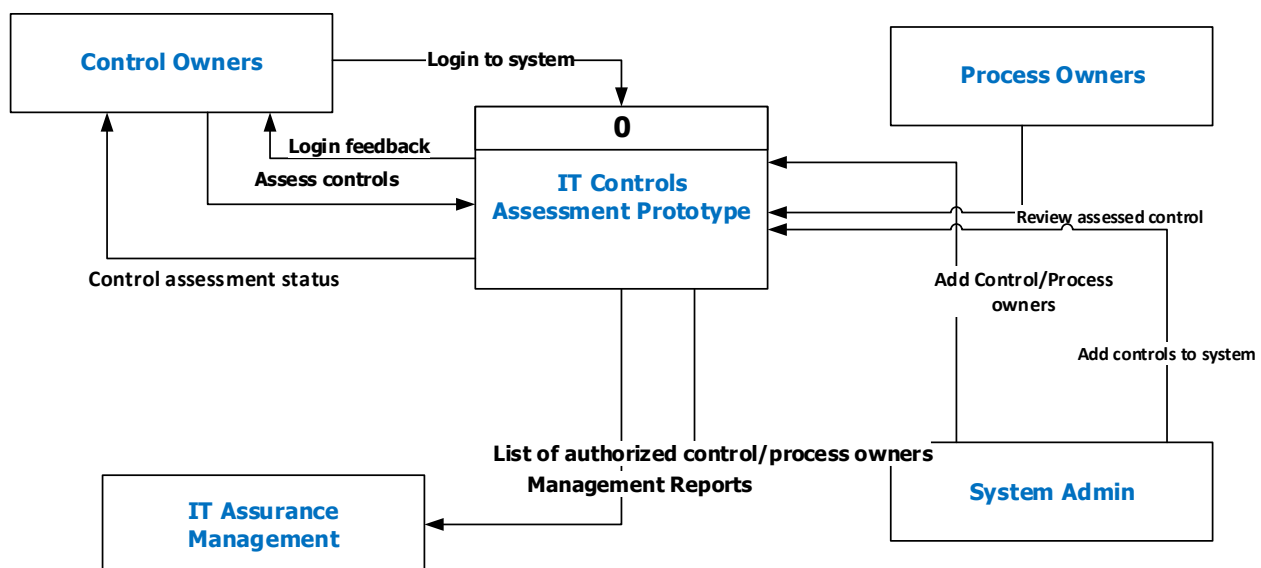 Control Owners
Login to system
Process Owners
0
Login feedback
Assess controls
IT Controls
Assessment Prototype
Review assessed control
Control assessment status
Add Control/Process
owners
Add controls to system
List of authorized control/process owners
Management Reports
System Admin
IT Assurance
Management